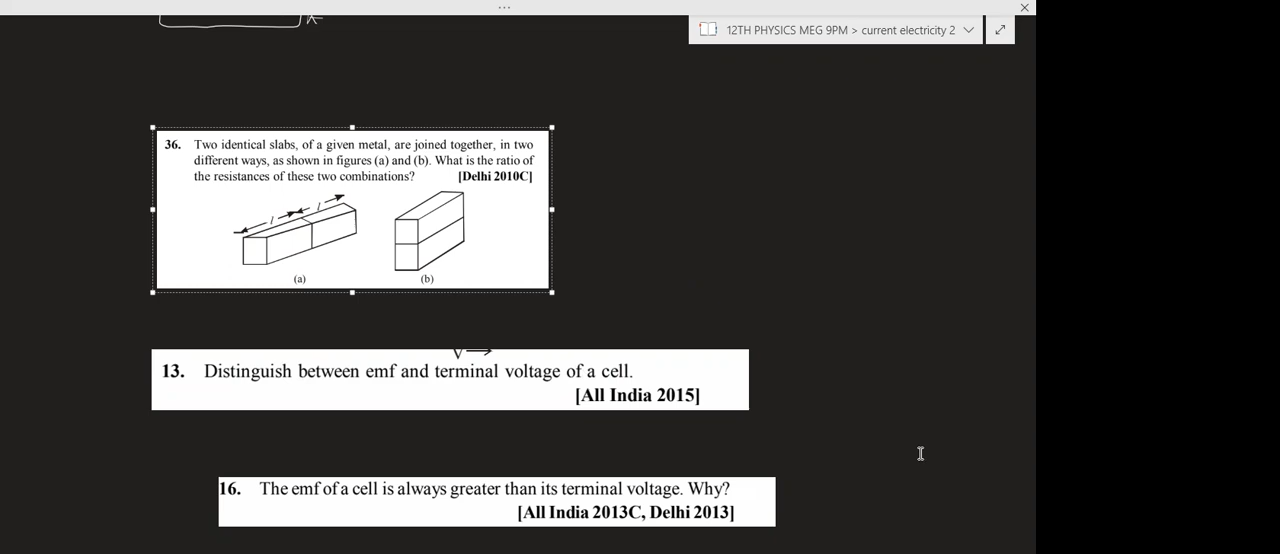 12TH PHYSICS MEG 9PM > current electricity 2
36. Two identical slabs, of a given metal, are joined together, in two
different ways, as shown in figures (a) and (b). What is the ratio of
the resistances of these two combinations? [Delhi 2010C]
l l
(a) (b)
V
13. Distinguish between emf and terminal voltage of a cell.
[All India 2015]
16. The emf of a cell is always greater than its terminal voltage. Why?
[All India 2013C, Delhi 2013]